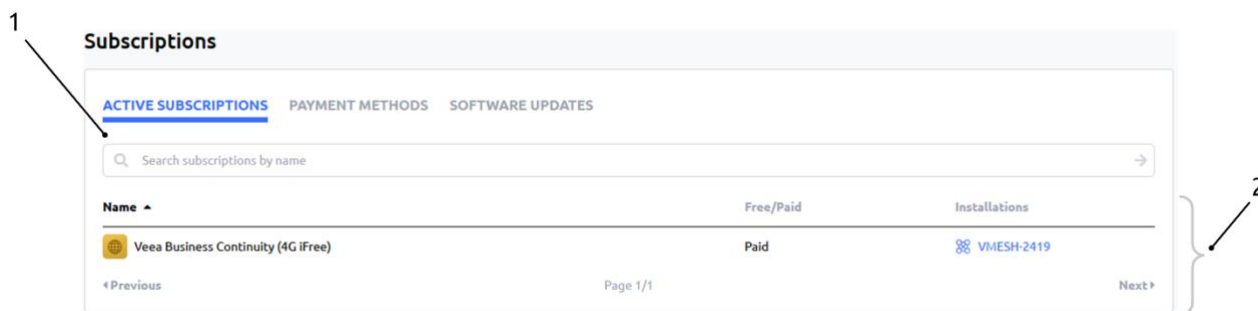 1
Subscriptions
ACTIVE SUBSCRIPTIONS PAYMENT METHODS SOFTWARE UPDATES
Search subscriptions by name
2
Name Free/Paid Installations
Veea Business Continuity (4G iFree) Paid VMESH-2419
Previous Page 1/1 Next